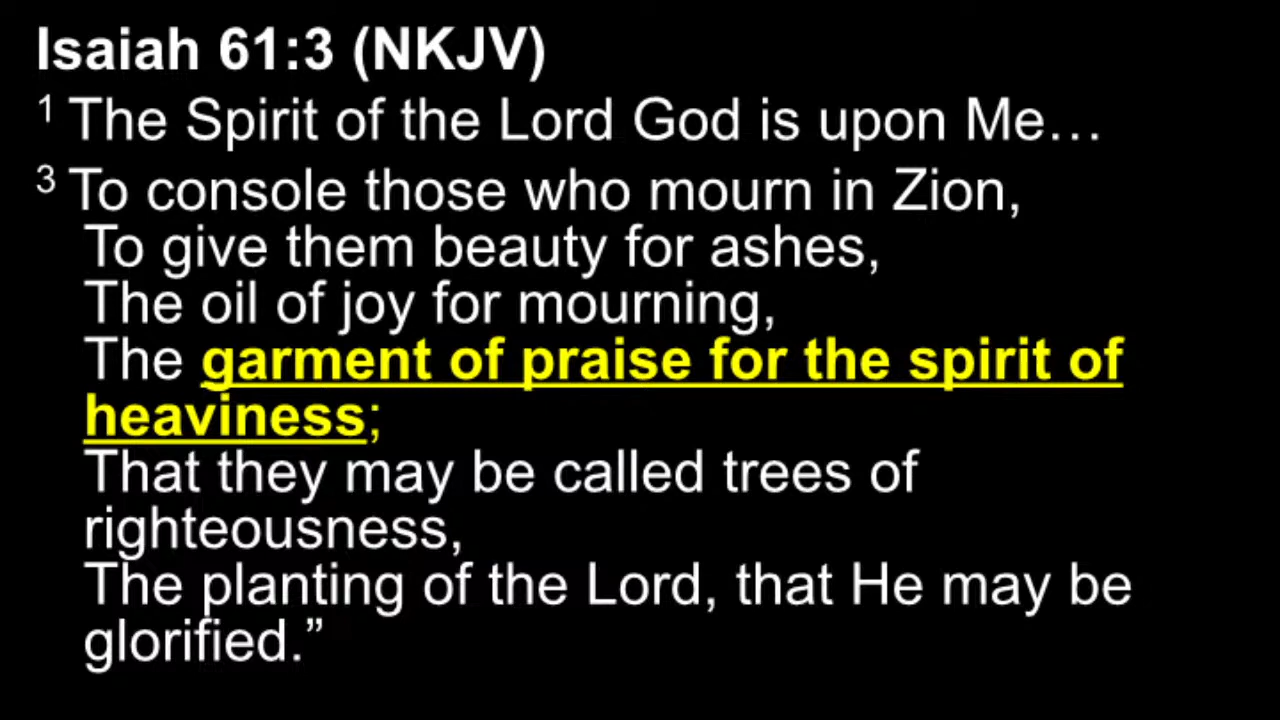 Isaiah 61:3 (NKJV)
1 The Spirit of the Lord God is upon Me…
3 To console those who mourn in Zion,
To give them beauty for ashes,
The oil of joy for mourning,
The garment of praise for the spirit of
heaviness;
That they may be called trees of
righteousness,
The planting of the Lord, that He may be
glorified.”